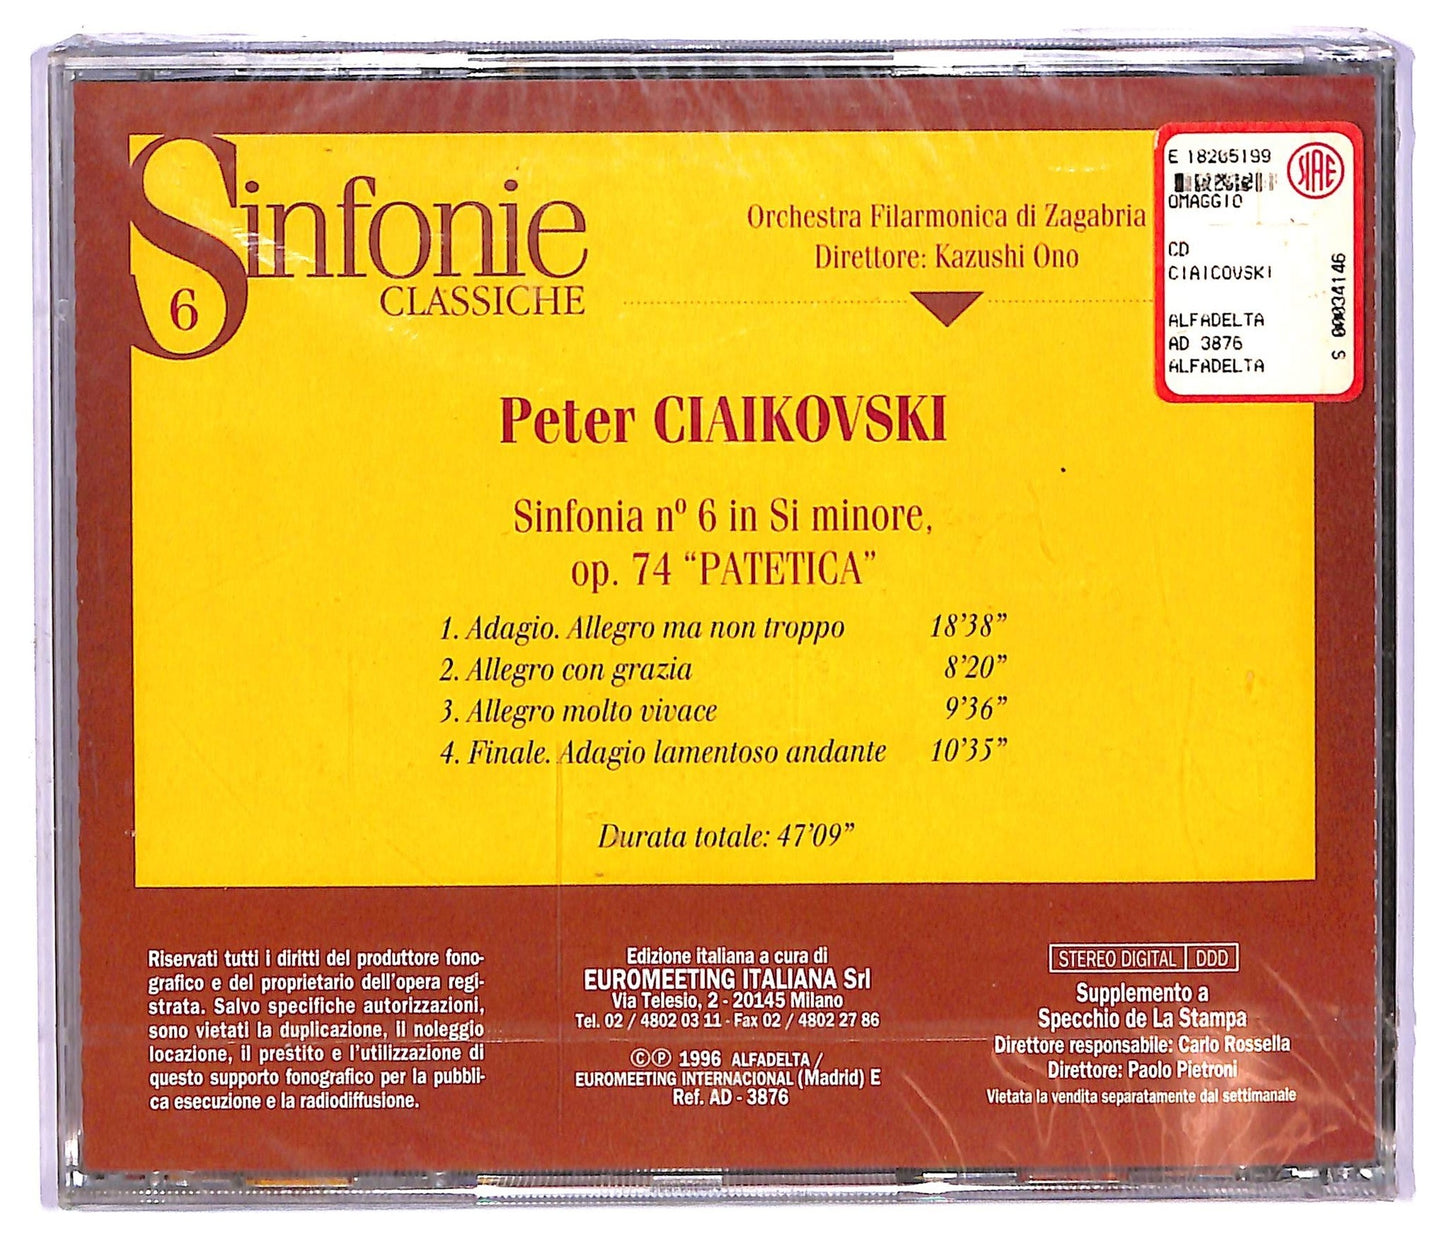 Sinfonie
CLASSICHE
6
Orchestra Filarmonica di Zagabria
Direttore: Kazushi Ono
E 18205199
SIAE
OMAGGIO
CD
CIAICOVSKI
ALFADELTA
AD 3876
ALFADELTA
S 00034146
Peter CIAIKOVSKI
Sinfonia nº 6 in Si minore,
op. 74 “PATETICA”
1. Adagio. Allegro ma non troppo 18’38”
2. Allegro con grazia 8’20”
3. Allegro molto vivace 9’36”
4. Finale. Adagio lamentoso andante 10’35”
Durata totale: 47’09”
Riservati tutti i diritti del produttore fono-
grafico e del proprietario dell’opera regi-
strata. Salvo specifiche autorizzazioni,
sono vietati la duplicazione, il noleggio
locazione, il prestito e l’utilizzazione di
questo supporto fonografico per la pubbli-
ca esecuzione e la radiodiffusione.
Edizione italiana a cura di
EUROMEETING ITALIANA Srl
Via Telesio, 2 - 20145 Milano
Tel. 02 / 4802 03 11 - Fax 02 / 4802 27 86
©℗ 1996 ALFADELTA /
EUROMEETING INTERNACIONAL (Madrid) E
Ref. AD - 3876
STEREO DIGITAL DDD
Supplemento a
Specchio de La Stampa
Direttore responsabile: Carlo Rossella
Direttore: Paolo Pietroni
Vietata la vendita separatamente dal settimanale